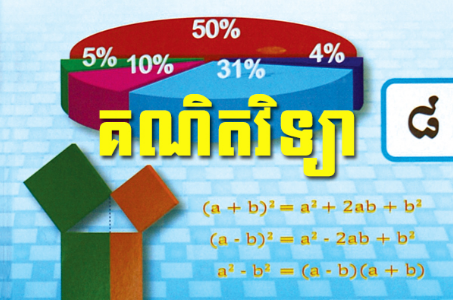 50%
5% 10% 31% 4%
គណិតវិទ្យា
៨
(a + b)² = a² + 2ab + b²
(a - b)² = a² - 2ab + b²
a² - b² = (a - b)(a + b)